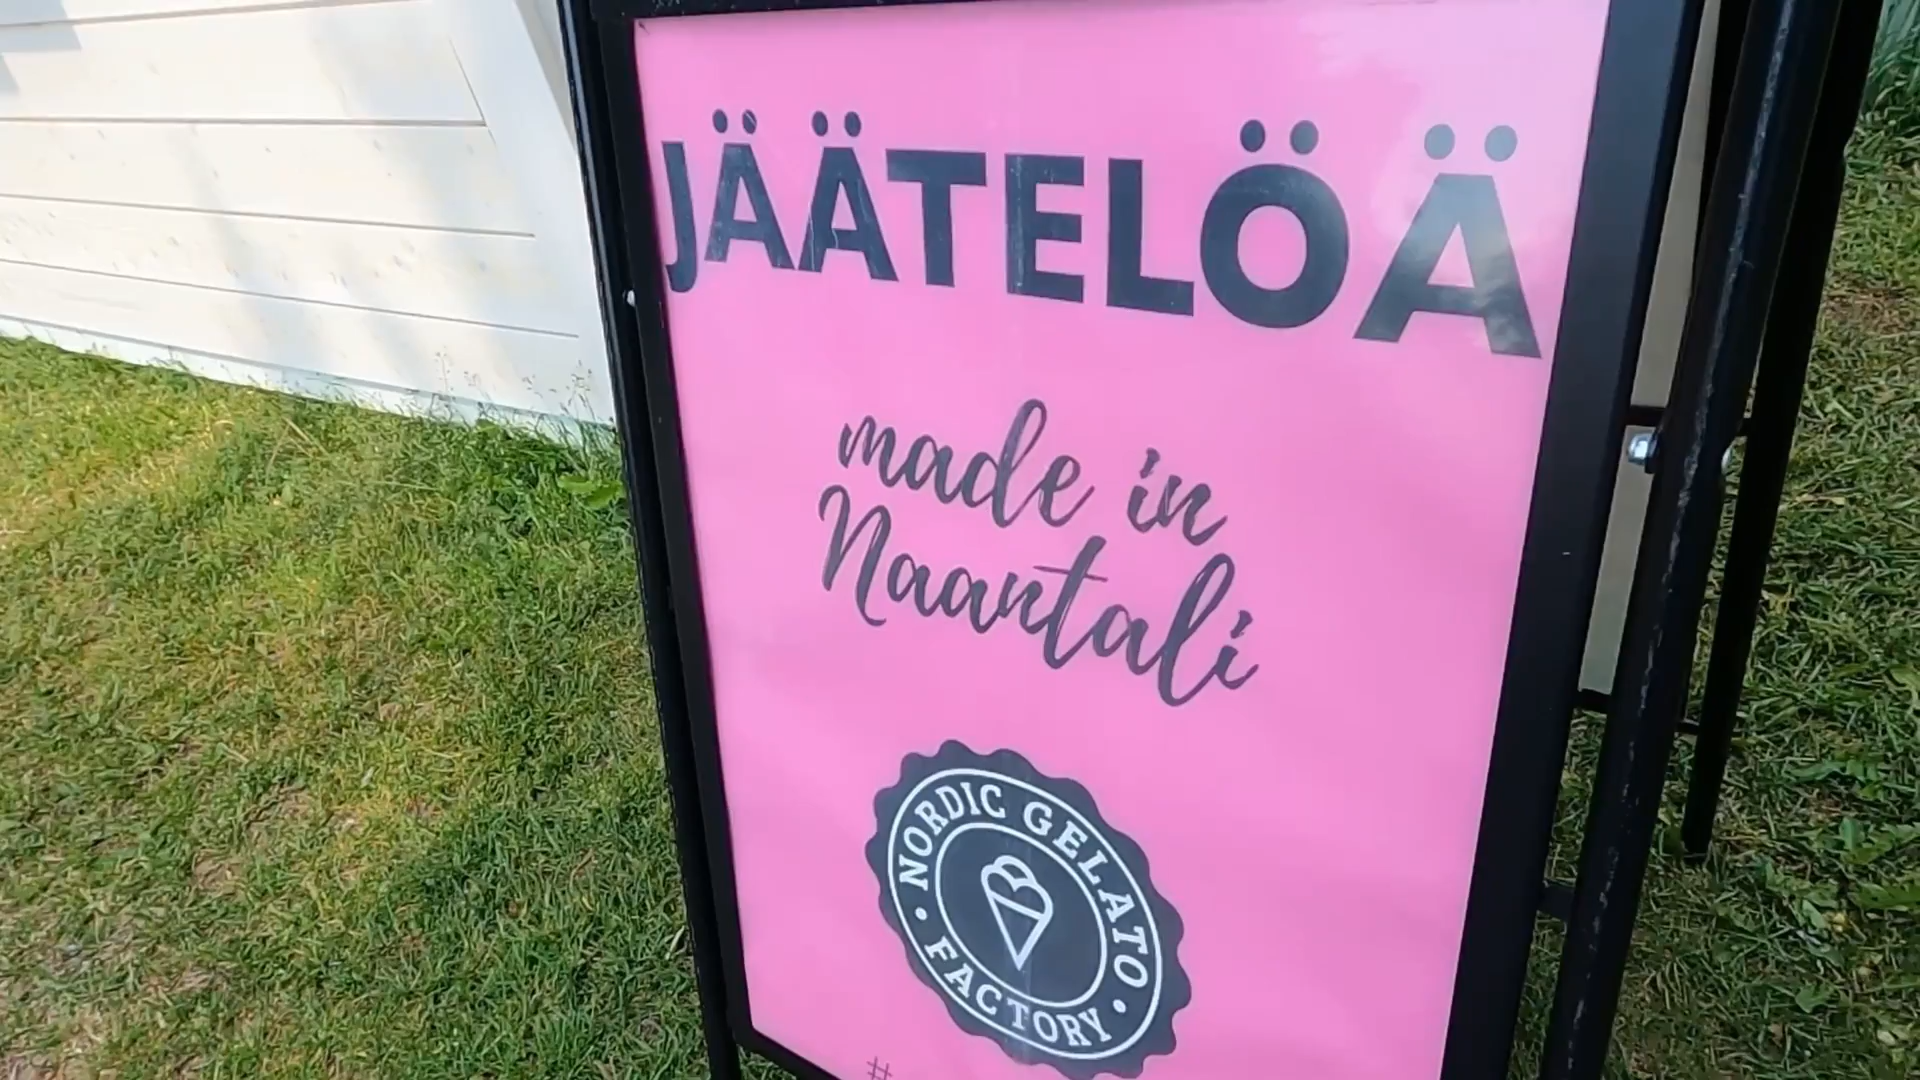 JÄÄTELÖÄ
made in
Naantali
NORDIC GELATO
• FACTORY •
#